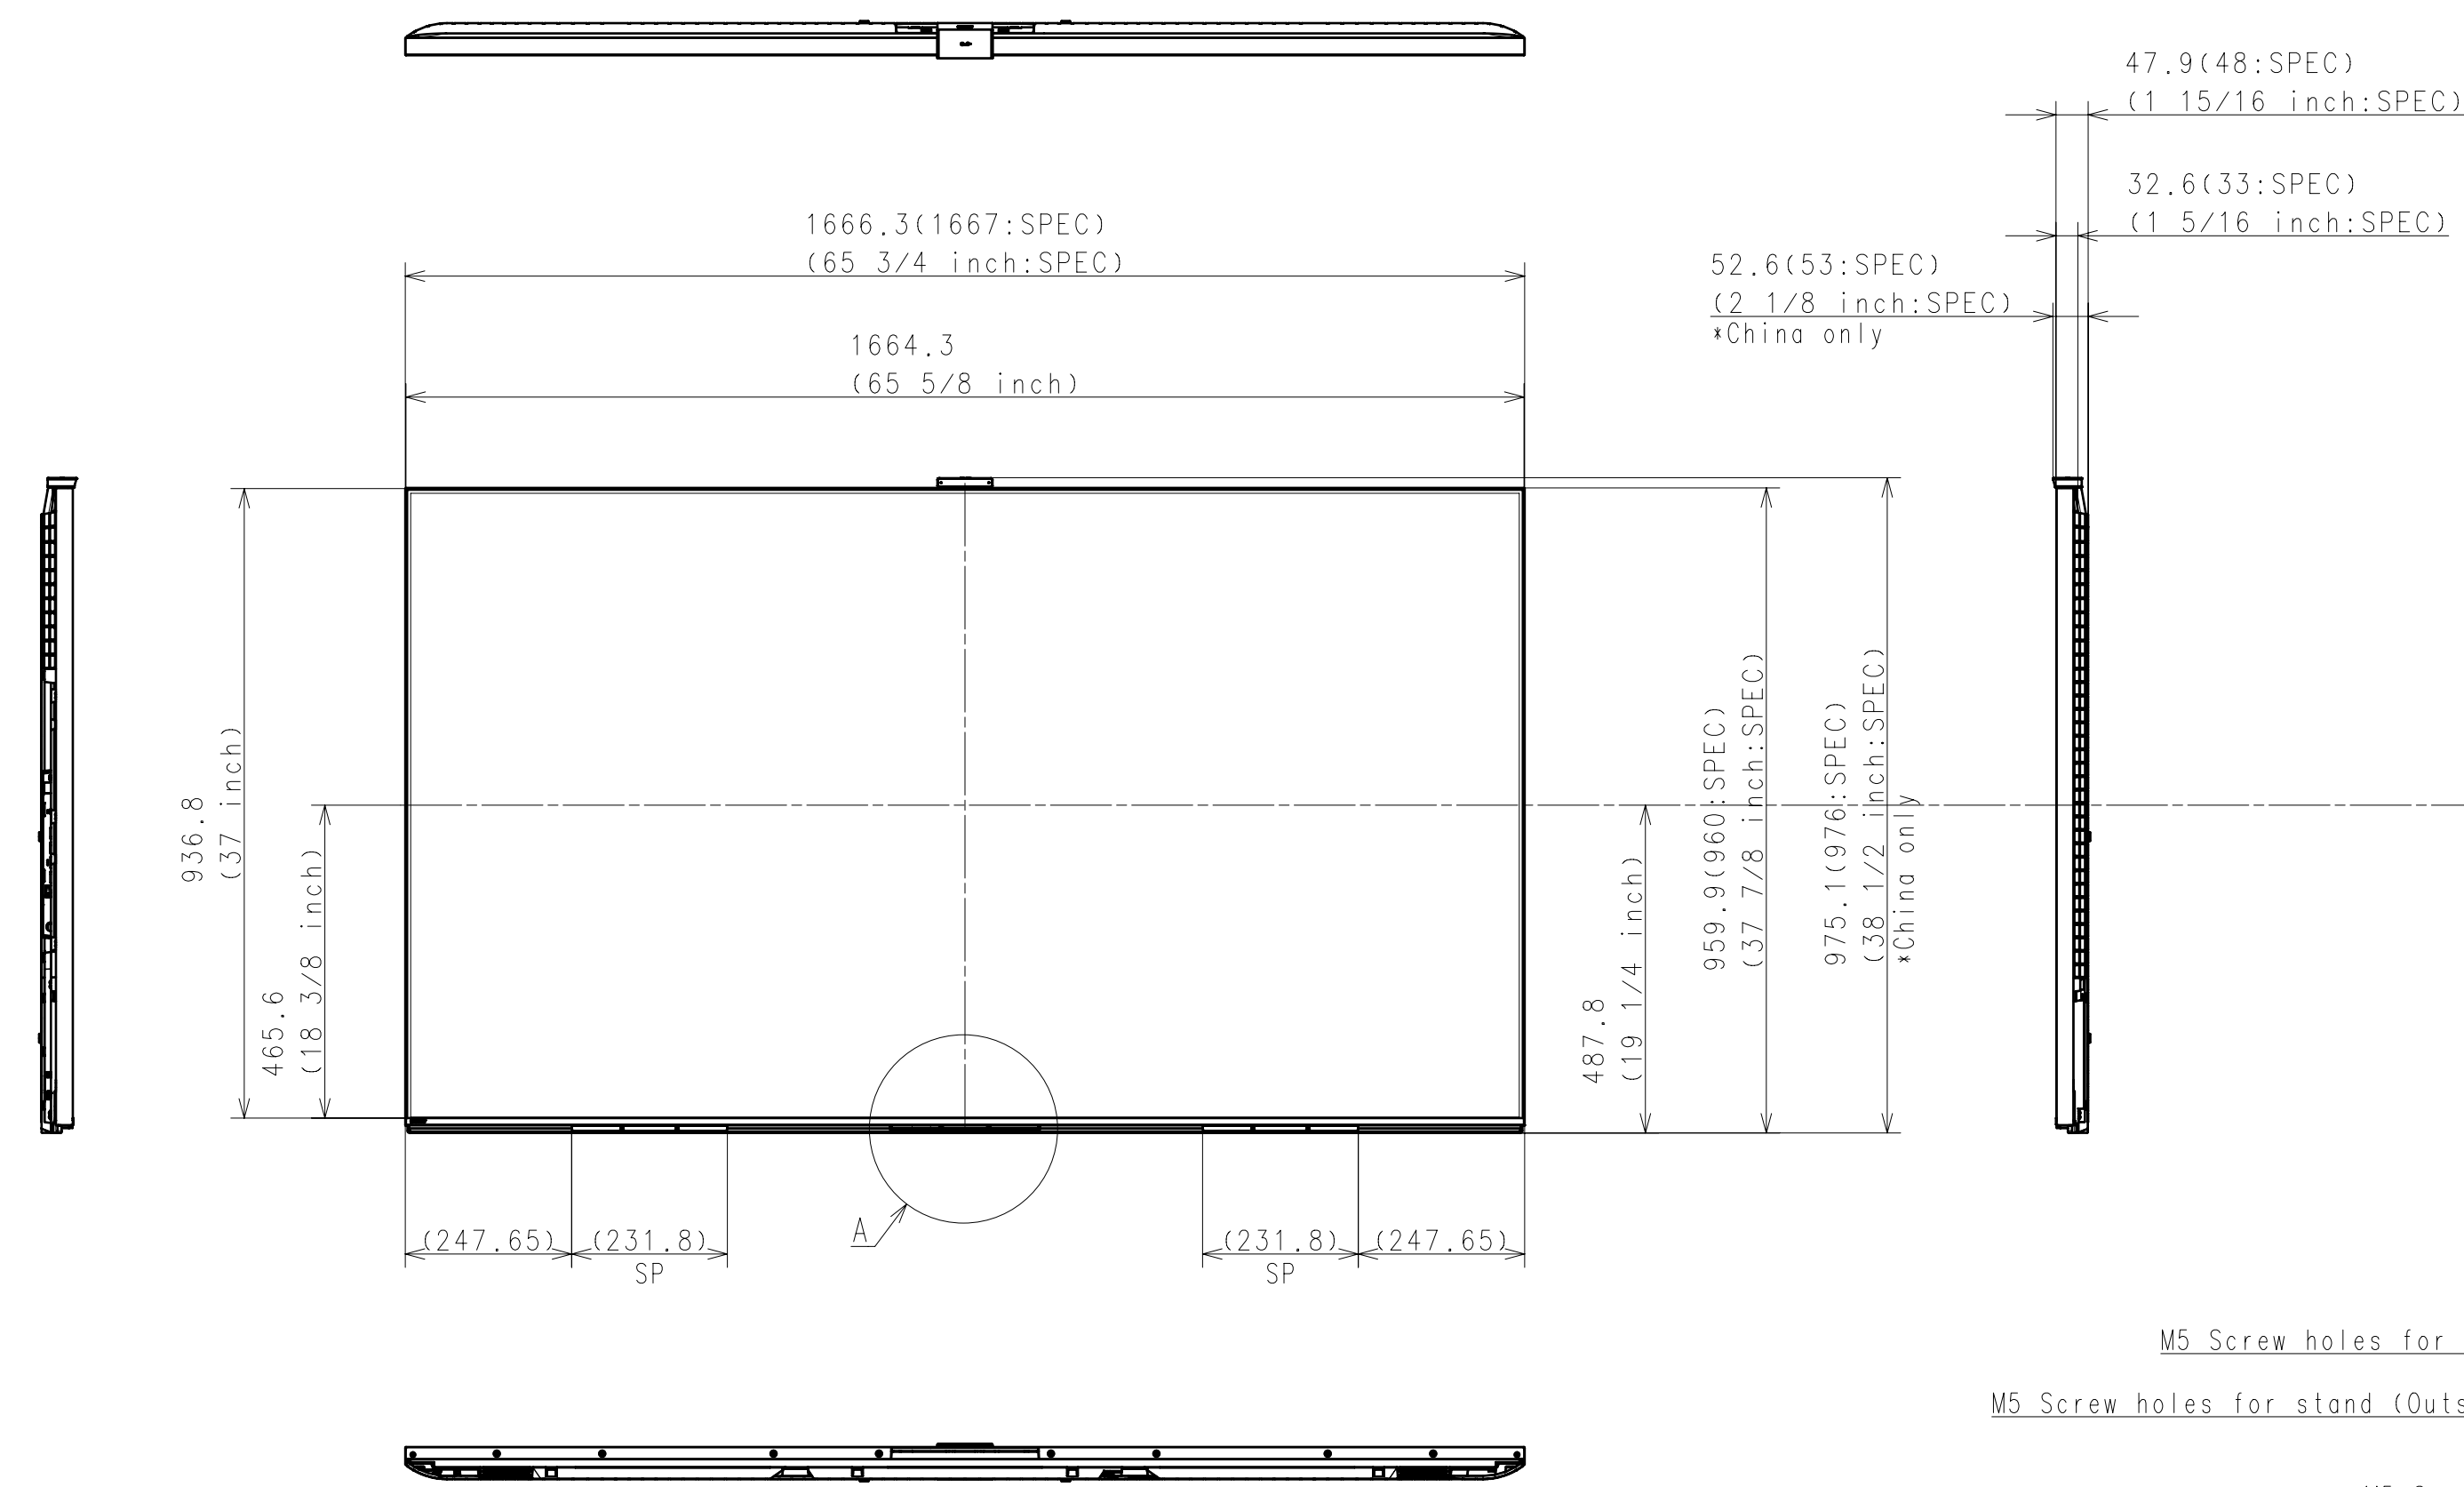 47.9(48:SPEC)
(1 15/16 inch:SPEC)
32.6(33:SPEC)
(1 5/16 inch:SPEC)
1666.3(1667:SPEC)
(65 3/4 inch:SPEC)
52.6(53:SPEC)
(2 1/8 inch:SPEC)
*China only
1664.3
(65 5/8 inch)
936.8
(37 inch)
465.6
(18 3/8 inch)
487.8
(19 1/4 inch)
959.9(960:SPEC)
(37 7/8 inch:SPEC)
975.1(976:SPEC)
(38 1/2 inch:SPEC)
*China only
A
(247.65) (231.8) (231.8) (247.65)
SP SP
M5 Screw holes for
M5 Screw holes for stand (Outs